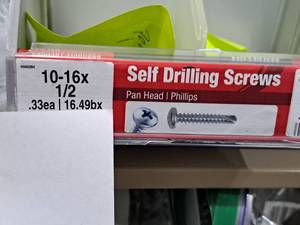 10-16x
1/2
.33ea | 16.49bx
Self Drilling Screws
Pan Head | Phillips